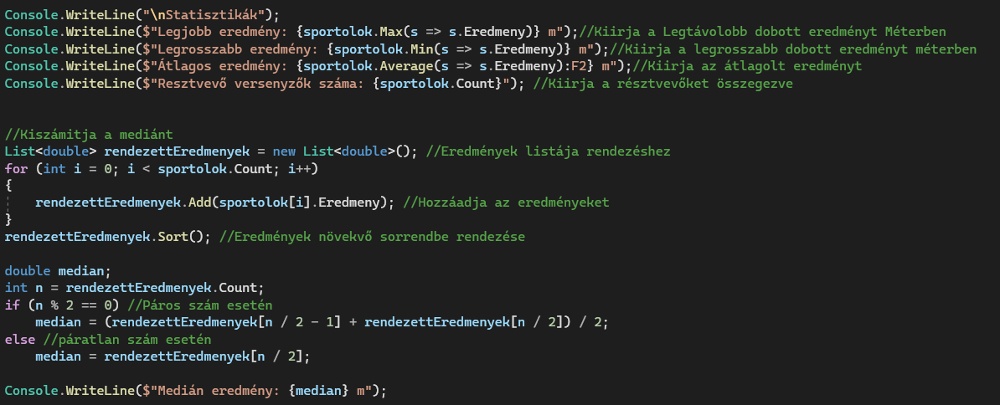 Console.WriteLine("\nStatisztikák");
Console.WriteLine($"Legjobb eredmény: {sportolok.Max(s => s.Eredmeny)} m");//Kiirja a Legtávolobb dobott eredményt Méterben
Console.WriteLine($"Legrosszabb eredmény: {sportolok.Min(s => s.Eredmeny)} m");//Kiirja a legrosszabb dobott eredményt méterben
Console.WriteLine($"Átlagos eredmény: {sportolok.Average(s => s.Eredmeny):F2} m");//Kiirja az átlagolt eredményt
Console.WriteLine($"Resztvevő versenyzők száma: {sportolok.Count}"); //Kiirja a résztvevőket összegezve
//Kiszámitja a mediánt
List<double> rendezettEredmenyek = new List<double>(); //Eredmények listája rendezéshez
for (int i = 0; i < sportolok.Count; i++)
{
    rendezettEredmenyek.Add(sportolok[i].Eredmeny); //Hozzáadja az eredményeket
}
rendezettEredmenyek.Sort(); //Eredmények növekvő sorrendbe rendezése
double median;
int n = rendezettEredmenyek.Count;
if (n % 2 == 0) //Páros szám esetén
    median = (rendezettEredmenyek[n / 2 - 1] + rendezettEredmenyek[n / 2]) / 2;
else //páratlan szám esetén
    median = rendezettEredmenyek[n / 2];
Console.WriteLine($"Medián eredmény: {median} m");